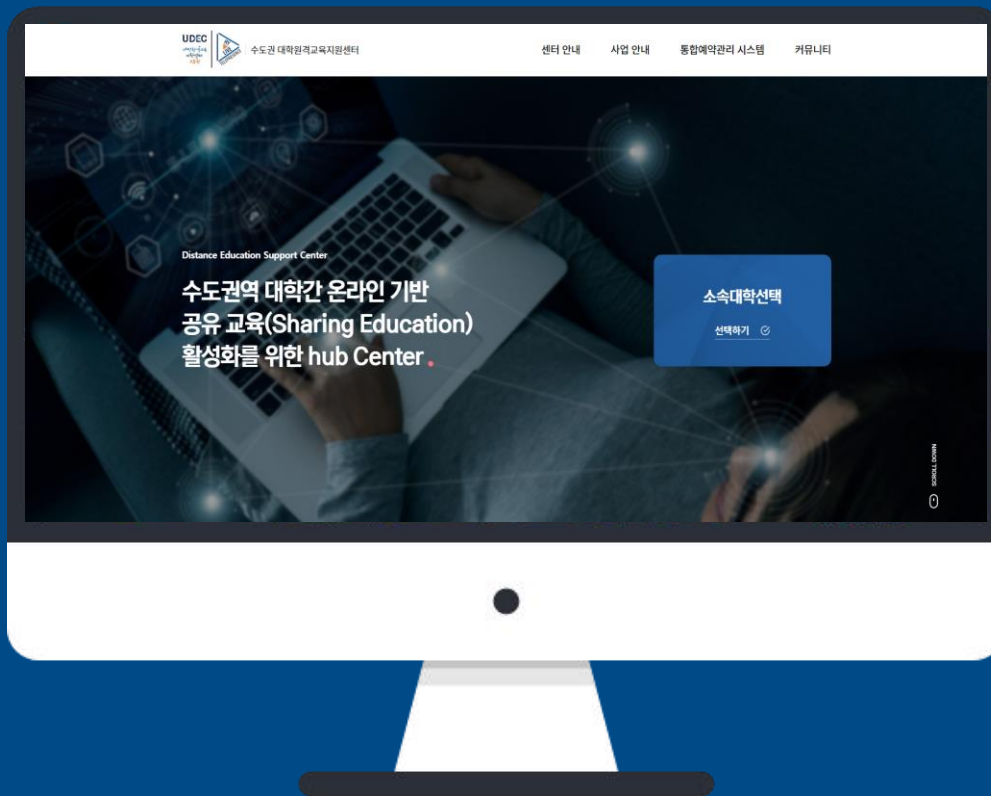 UDEC
수도권 대학원격교육지원센터
센터 안내
사업 안내
통합예약관리 시스템
커뮤니티
Distance Education Support Center
수도권역 대학간 온라인 기반
공유 교육(Sharing Education)
활성화를 위한 hub Center .
소속대학선택
선택하기
SCROLL DOWN